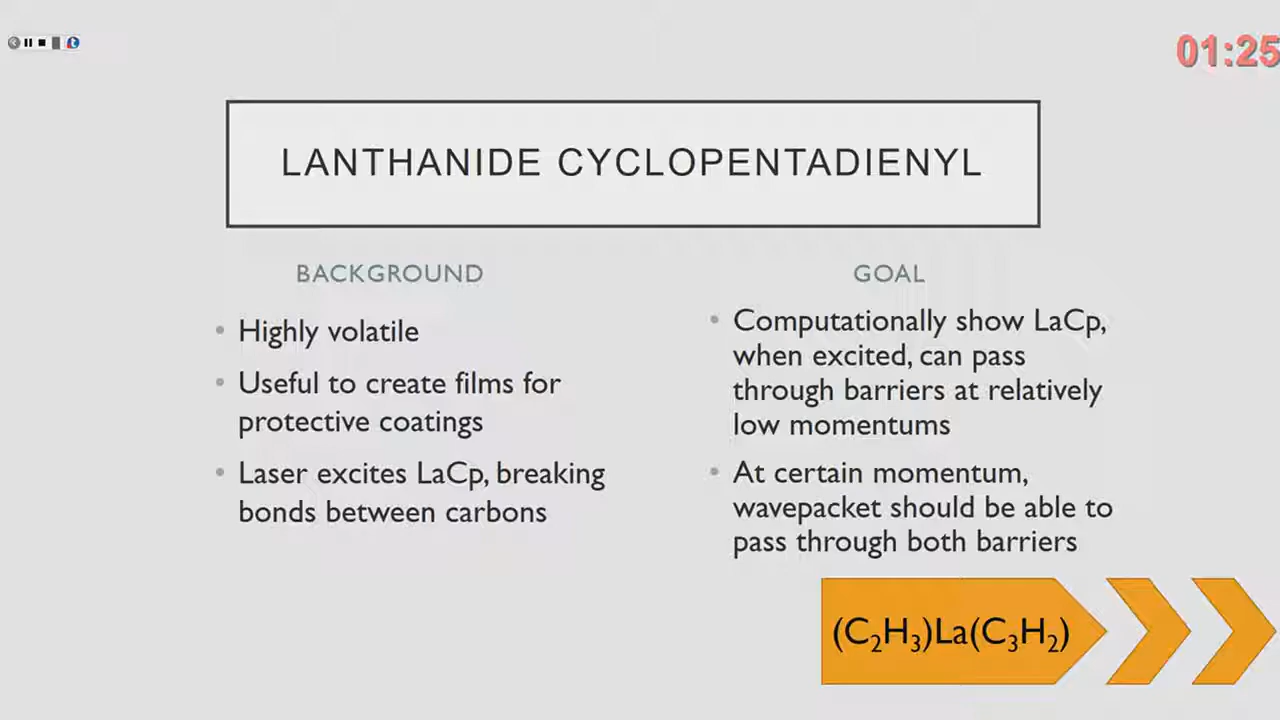 01:25
LANTHANIDE CYCLOPENTADIENYL
BACKGROUND
• Highly volatile
• Useful to create films for
protective coatings
• Laser excites LaCp, breaking
bonds between carbons
GOAL
• Computationally show LaCp,
when excited, can pass
through barriers at relatively
low momentums
• At certain momentum,
wavepacket should be able to
pass through both barriers
(C₂H₃)La(C₃H₂)